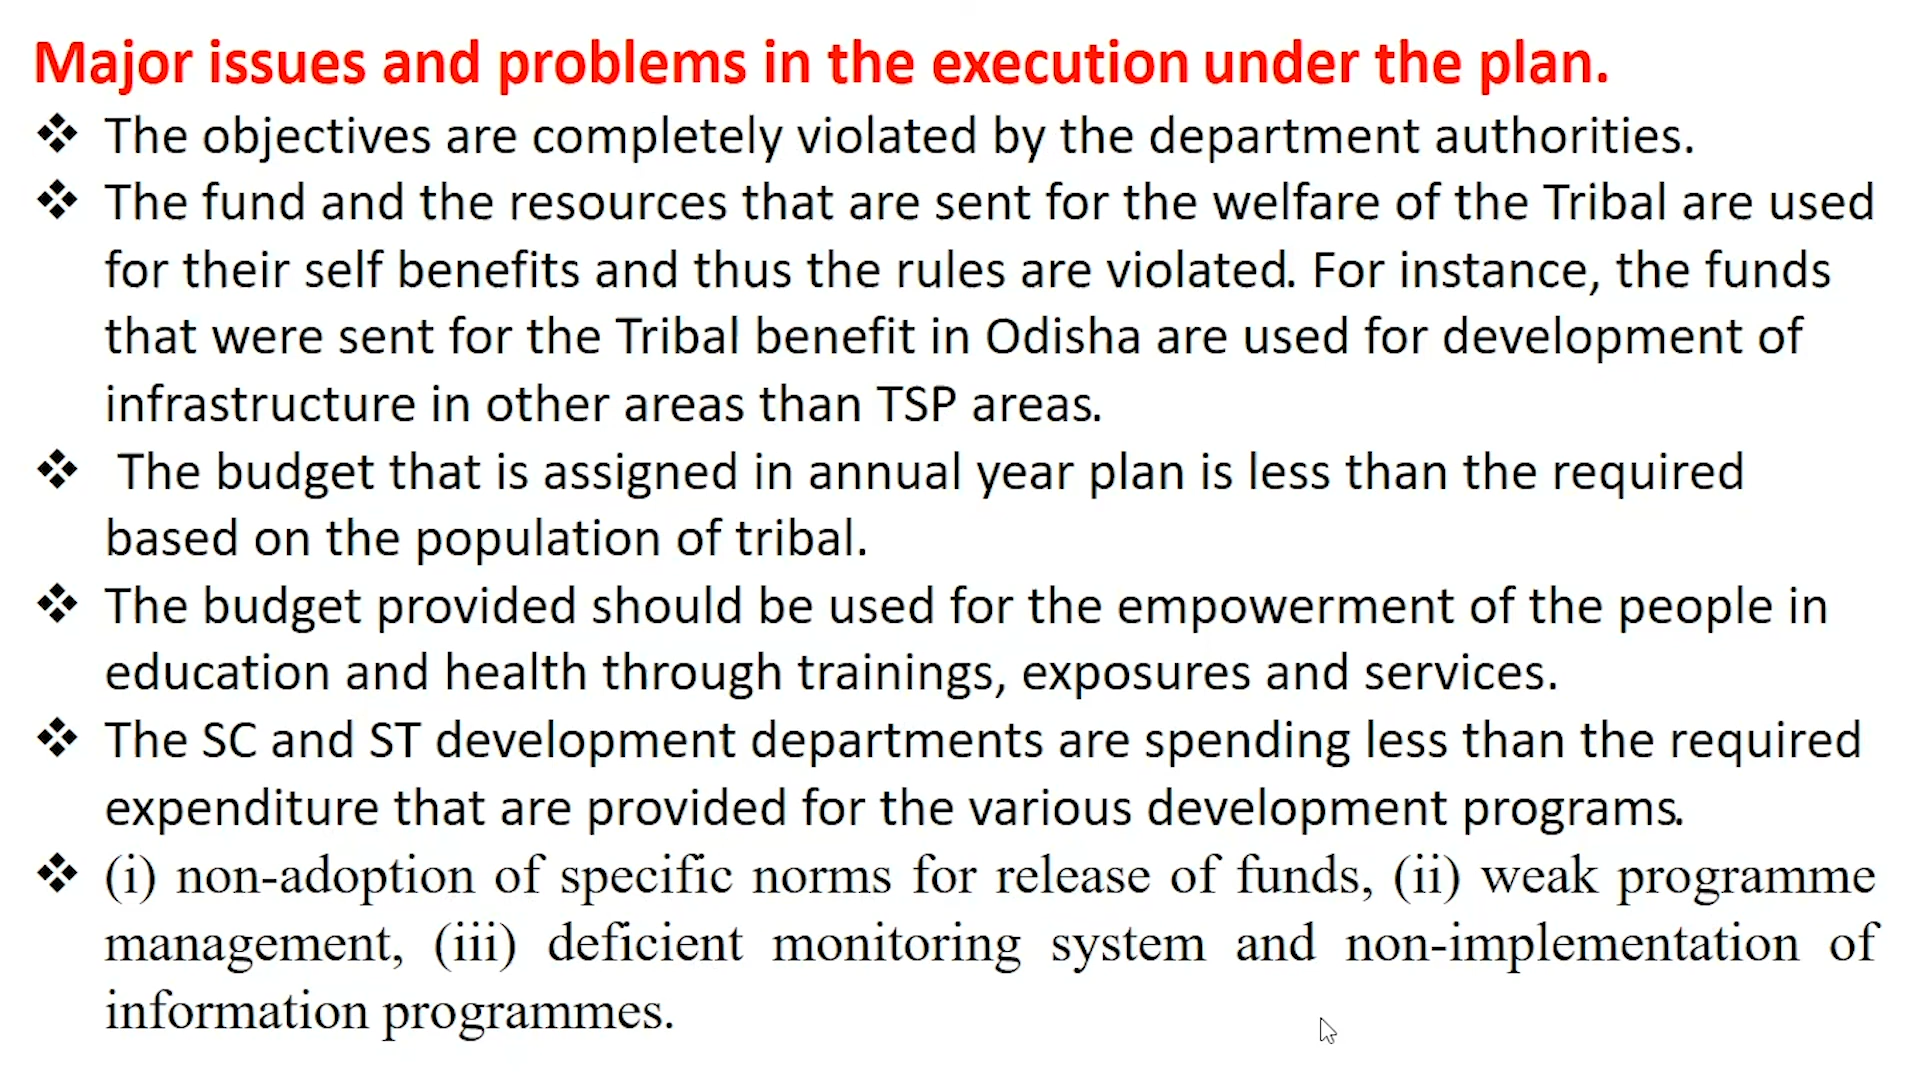 Major issues and problems in the execution under the plan.
❖ The objectives are completely violated by the department authorities.
❖ The fund and the resources that are sent for the welfare of the Tribal are used
for their self benefits and thus the rules are violated. For instance, the funds
that were sent for the Tribal benefit in Odisha are used for development of
infrastructure in other areas than TSP areas.
❖ The budget that is assigned in annual year plan is less than the required
based on the population of tribal.
❖ The budget provided should be used for the empowerment of the people in
education and health through trainings, exposures and services.
❖ The SC and ST development departments are spending less than the required
expenditure that are provided for the various development programs.
❖ (i) non-adoption of specific norms for release of funds, (ii) weak programme
management, (iii) deficient monitoring system and non-implementation of
information programmes.